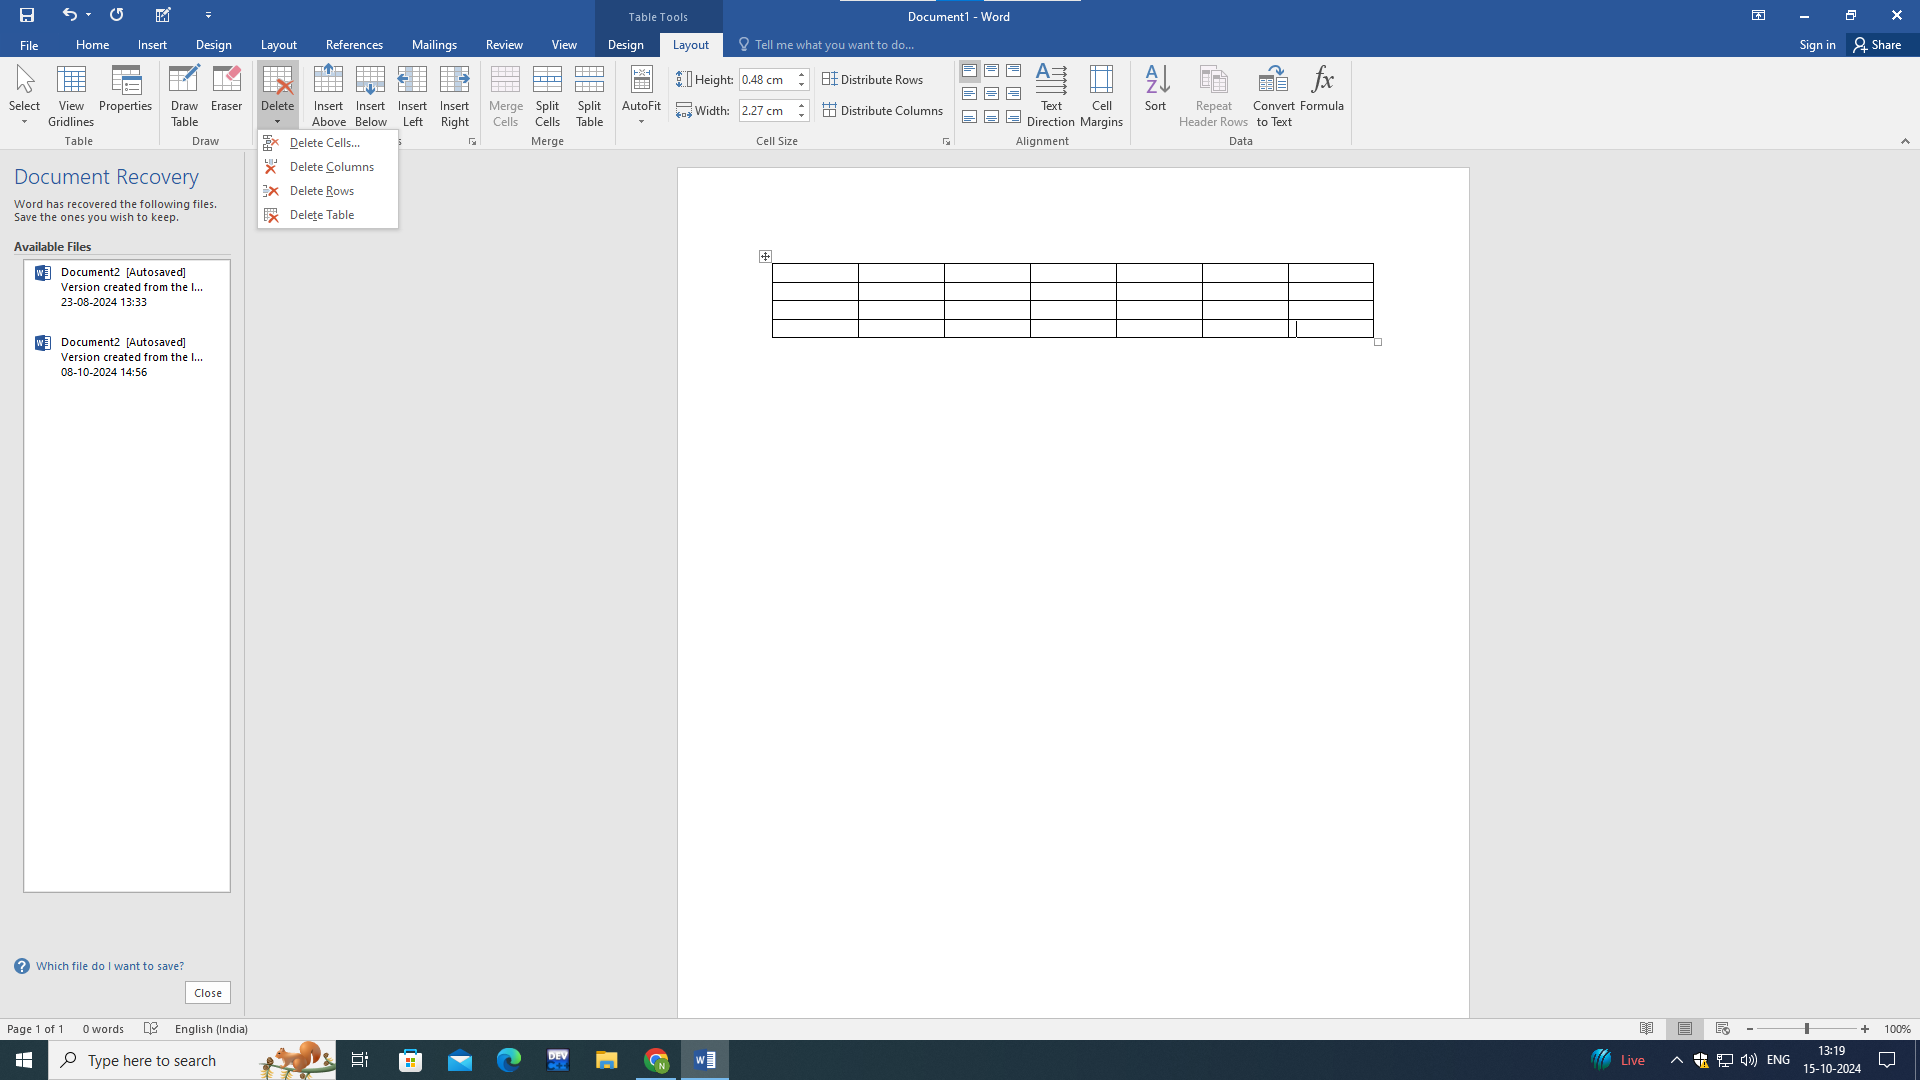 Table Tools
Document1 - Word
File
Home
Insert
Design
Layout
References
Mailings
Review
View
Design
Layout
Tell me what you want to do...
Sign in
Share
Select
View Gridlines
Properties
Draw Table
Eraser
Delete
Insert Above
Insert Below
Insert Left
Insert Right
Merge Cells
Split Cells
Split Table
AutoFit
Height: 0.48 cm
Width: 2.27 cm
Distribute Rows
Distribute Columns
Text Direction
Cell Margins
Sort
Repeat Header Rows
Convert to Text
Formula
Table
Draw
s
Merge
Cell Size
Alignment
Data
Delete Cells...
Delete Columns
Delete Rows
Delete Table
Document Recovery
Word has recovered the following files.
Save the ones you wish to keep.
Available Files
Document2 [Autosaved]
Version created from the l...
23-08-2024 13:33
Document2 [Autosaved]
Version created from the l...
08-10-2024 14:56
Which file do I want to save?
Close
Page 1 of 1
0 words
English (India)
100%
Type here to search
DEV
N
Live
ENG
13:19
15-10-2024